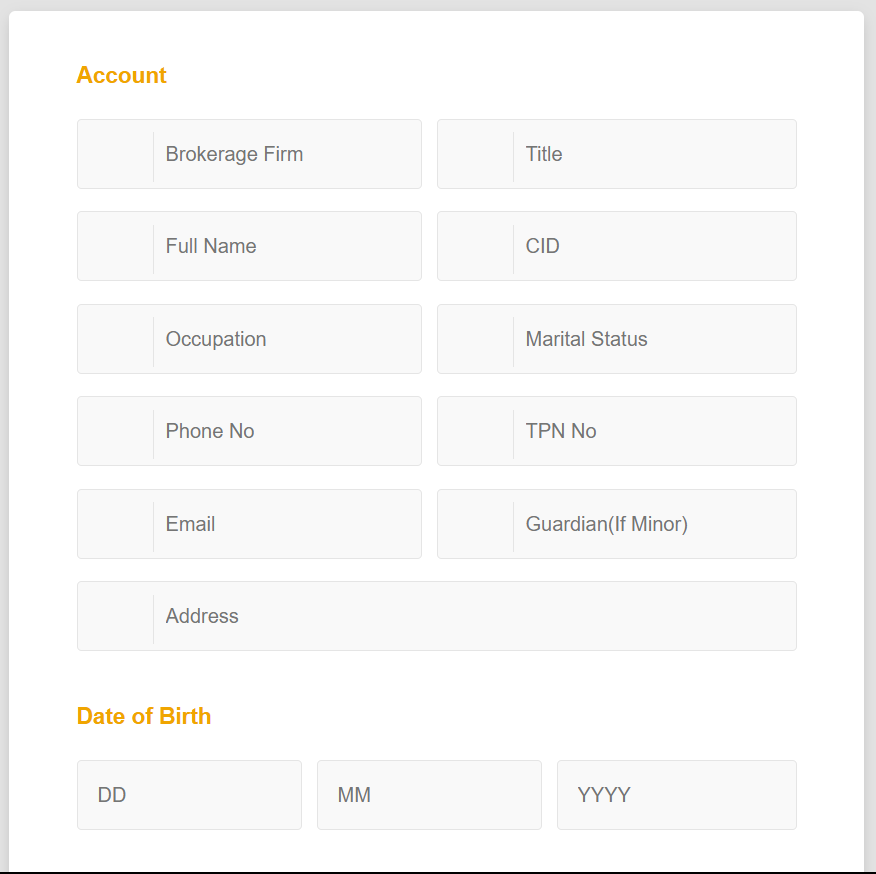 Account
Brokerage Firm
Title
Full Name
CID
Occupation
Marital Status
Phone No
TPN No
Email
Guardian(If Minor)
Address
Date of Birth
DD
MM
YYYY